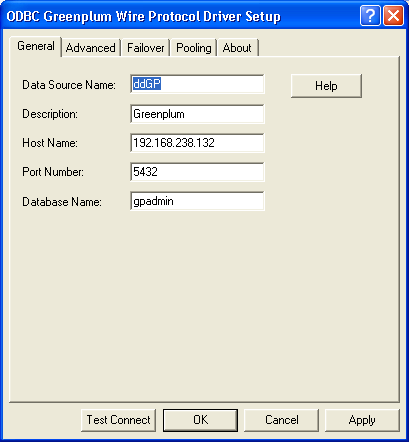 ODBC Greenplum Wire Protocol Driver Setup
General Advanced Failover Pooling About
Data Source Name: ddGP Help
Description: Greenplum
Host Name: 192.168.238.132
Port Number: 5432
Database Name: gpadmin
Test Connect OK Cancel Apply